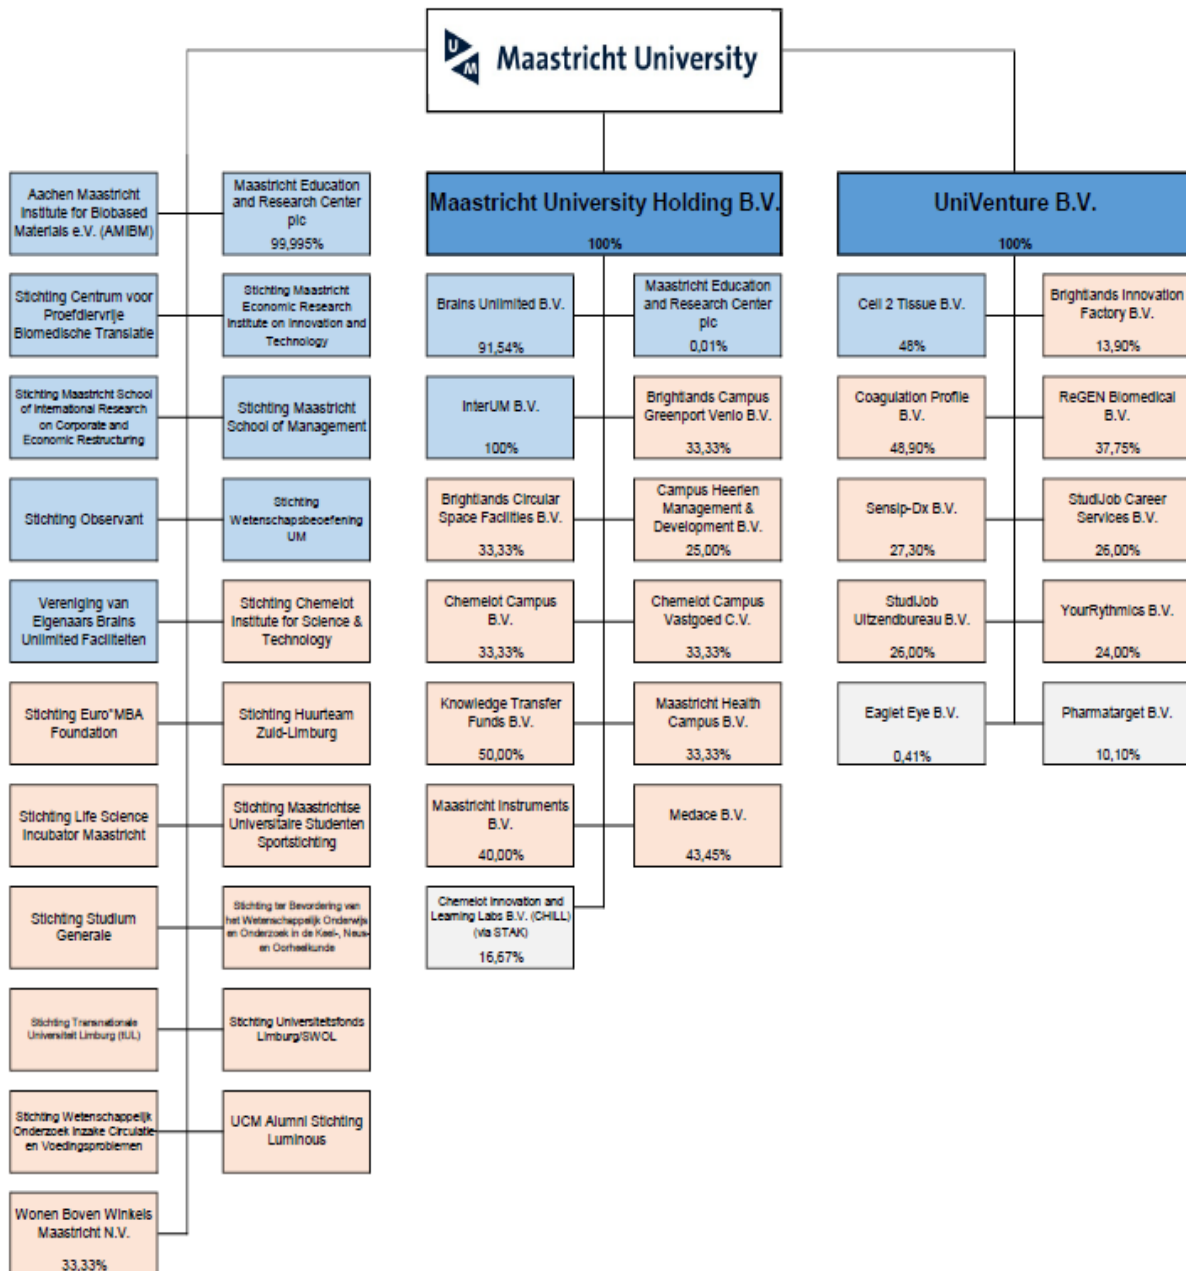 UM
Maastricht University
Aachen Maastricht
Institute for Biobased
Materials e.V. (AMIBM)
Maastricht Education
and Research Center
plc
99,995%
Stichting Centrum voor
Proefdiervrije
Biomedische Translatie
Stichting Maastricht
Economic Research
Institute on Innovation and
Technology
Stichting Maastricht School
of International Research
on Corporate and
Economic Restructuring
Stichting Maastricht
School of Management
Stichting Observant
Stichting
Wetenschapsbeoefening
UM
Vereniging van
Eigenaars Brains
Unlimited Faciliteiten
Stichting Chemelot
Institute for Science &
Technology
Stichting Euro*MBA
Foundation
Stichting Huurteam
Zuid-Limburg
Stichting Life Science
Incubator Maastricht
Stichting Maastrichtse
Universitaire Studenten
Sportstichting
Stichting Studium
Generale
Stichting ter Bevordering van
het Wetenschappelijk Onderwijs
en Onderzoek in de Keel-, Neus-
en Oorheelkunde
Stichting Transnationale
Universiteit Limburg (tUL)
Stichting Universiteitsfonds
Limburg/SWOL
Stichting Wetenschappelijk
Onderzoek Inzake Circulatie
en Voedingsproblemen
UCM Alumni Stichting
Luminous
Wonen Boven Winkels
Maastricht N.V.
33,33%
Maastricht University Holding B.V.
100%
Brains Unlimited B.V.
91,54%
Maastricht Education
and Research Center
plc
0,01%
InterUM B.V.
100%
Brightlands Campus
Greenport Venlo B.V.
33,33%
Brightlands Circular
Space Facilities B.V.
33,33%
Campus Heerlen
Management &
Development B.V.
25,00%
Chemelot Campus
B.V.
33,33%
Chemelot Campus
Vastgoed C.V.
33,33%
Knowledge Transfer
Funds B.V.
50,00%
Maastricht Health
Campus B.V.
33,33%
Maastricht Instruments
B.V.
40,00%
Medace B.V.
43,45%
Chemelot Innovation and
Learning Labs B.V. (CHILL)
(via STAK)
16,67%
UniVenture B.V.
100%
Cell 2 Tissue B.V.
48%
Brightlands Innovation
Factory B.V.
13,90%
Coagulation Profile
B.V.
48,90%
ReGEN Biomedical
B.V.
37,75%
Sensip-Dx B.V.
27,30%
StudiJob Career
Services B.V.
26,00%
StudiJob
Uitzendbureau B.V.
26,00%
YourRythmics B.V.
24,00%
Eaglet Eye B.V.
0,41%
Pharmatarget B.V.
10,10%